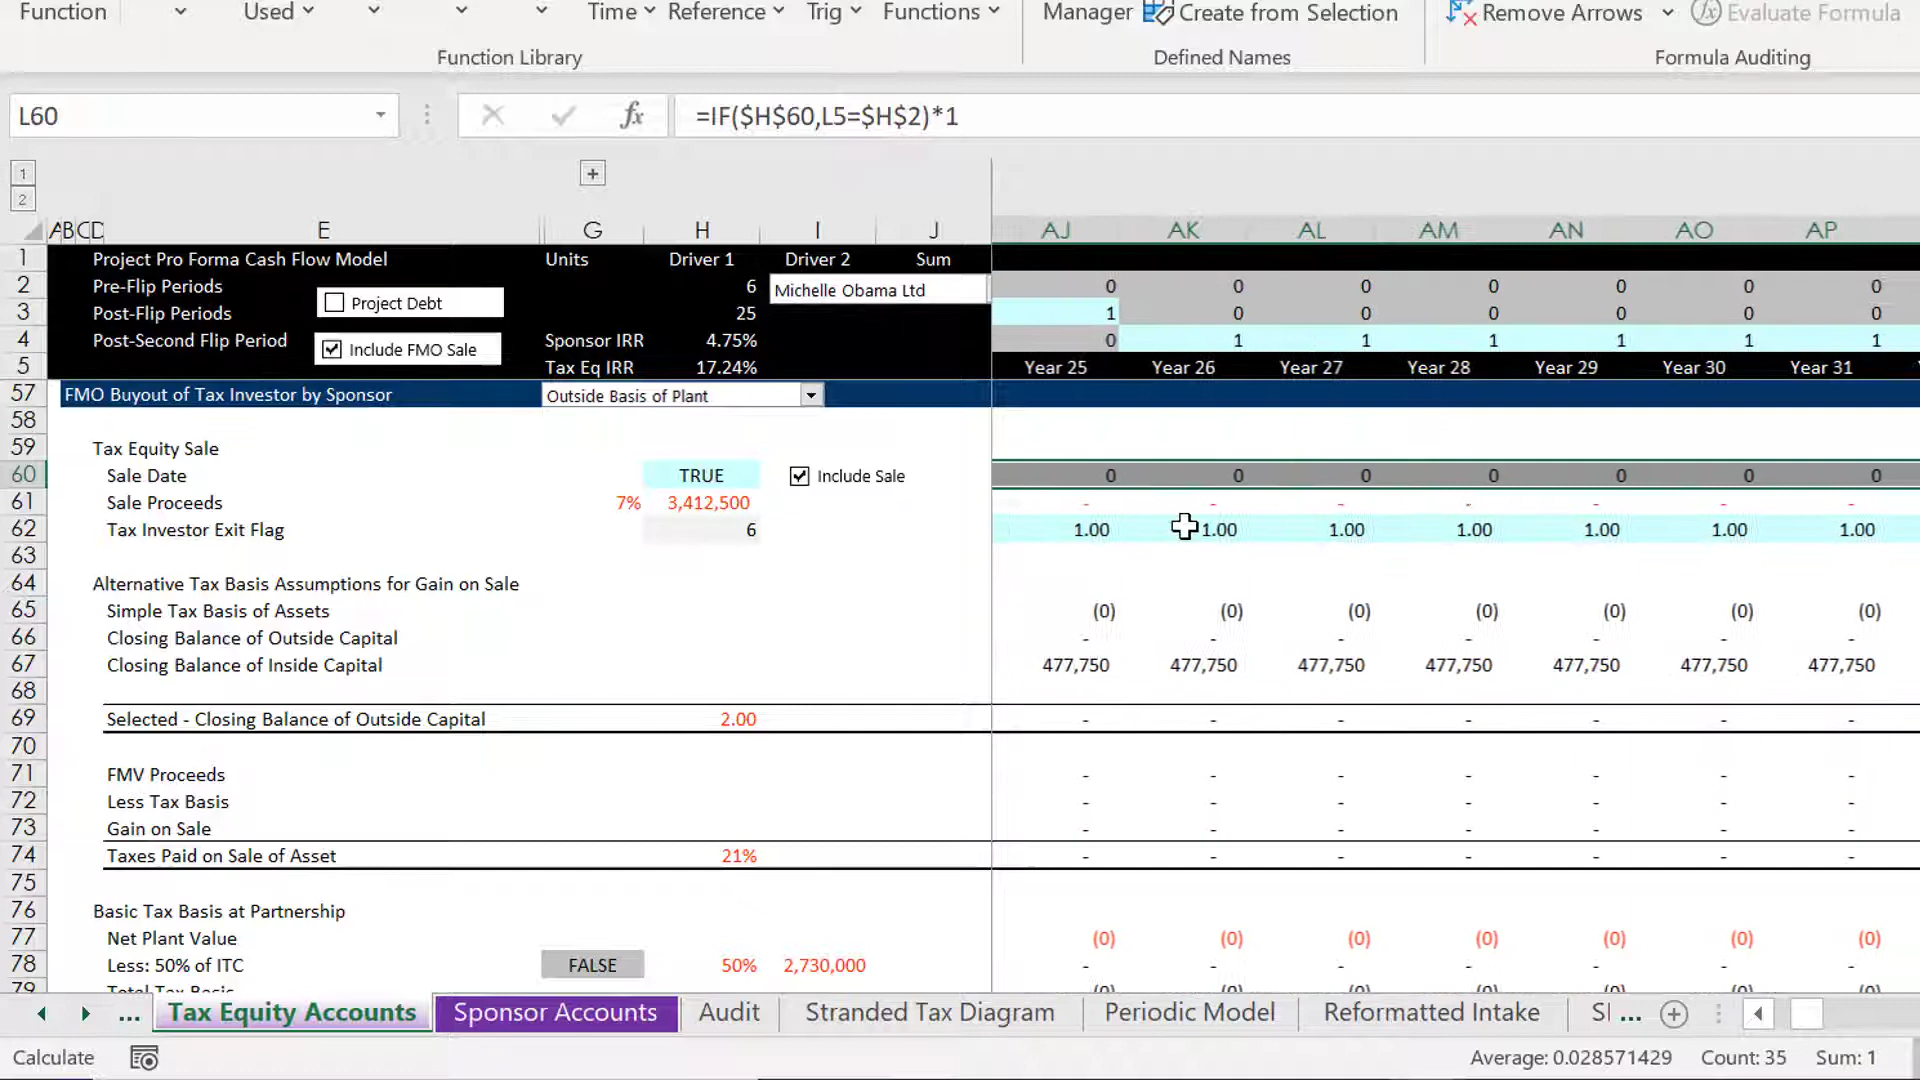 Function Used Time Reference Trig Functions Manager Create from Selection Remove Arrows Evaluate Formula
Function Library Defined Names Formula Auditing
L60 fx =IF($H$60,L5=$H$2)*1
1
2
+
A B C D E G H I J AJ AK AL AM AN AO AP
1 Project Pro Forma Cash Flow Model Units Driver 1 Driver 2 Sum
2 Pre-Flip Periods 6 Michelle Obama Ltd 0 0 0 0 0 0 0
Project Debt
3 Post-Flip Periods 25 1 0 0 0 0 0 0
4 Post-Second Flip Period Include FMO Sale Sponsor IRR 4.75% 0 1 1 1 1 1 1
5 Tax Eq IRR 17.24% Year 25 Year 26 Year 27 Year 28 Year 29 Year 30 Year 31
57 FMO Buyout of Tax Investor by Sponsor Outside Basis of Plant
58
59 Tax Equity Sale
60 Sale Date TRUE Include Sale 0 0 0 0 0 0 0
61 Sale Proceeds 7% 3,412,500 - - - - - - -
62 Tax Investor Exit Flag 6 1.00 1.00 1.00 1.00 1.00 1.00 1.00
63
64 Alternative Tax Basis Assumptions for Gain on Sale
65 Simple Tax Basis of Assets (0) (0) (0) (0) (0) (0) (0)
66 Closing Balance of Outside Capital - - - - - - -
67 Closing Balance of Inside Capital 477,750 477,750 477,750 477,750 477,750 477,750 477,750
68
69 Selected - Closing Balance of Outside Capital 2.00 - - - - - - -
70
71 FMV Proceeds - - - - - - -
72 Less Tax Basis - - - - - - -
73 Gain on Sale - - - - - - -
74 Taxes Paid on Sale of Asset 21% - - - - - - -
75
76 Basic Tax Basis at Partnership
77 Net Plant Value (0) (0) (0) (0) (0) (0) (0)
78 Less: 50% of ITC FALSE 50% 2,730,000 - - - - - - -
79 Total Tax Basis (0) (0) (0) (0) (0) (0) (0)
... Tax Equity Accounts Sponsor Accounts Audit Stranded Tax Diagram Periodic Model Reformatted Intake ...
Calculate Average: 0.028571429 Count: 35 Sum: 1